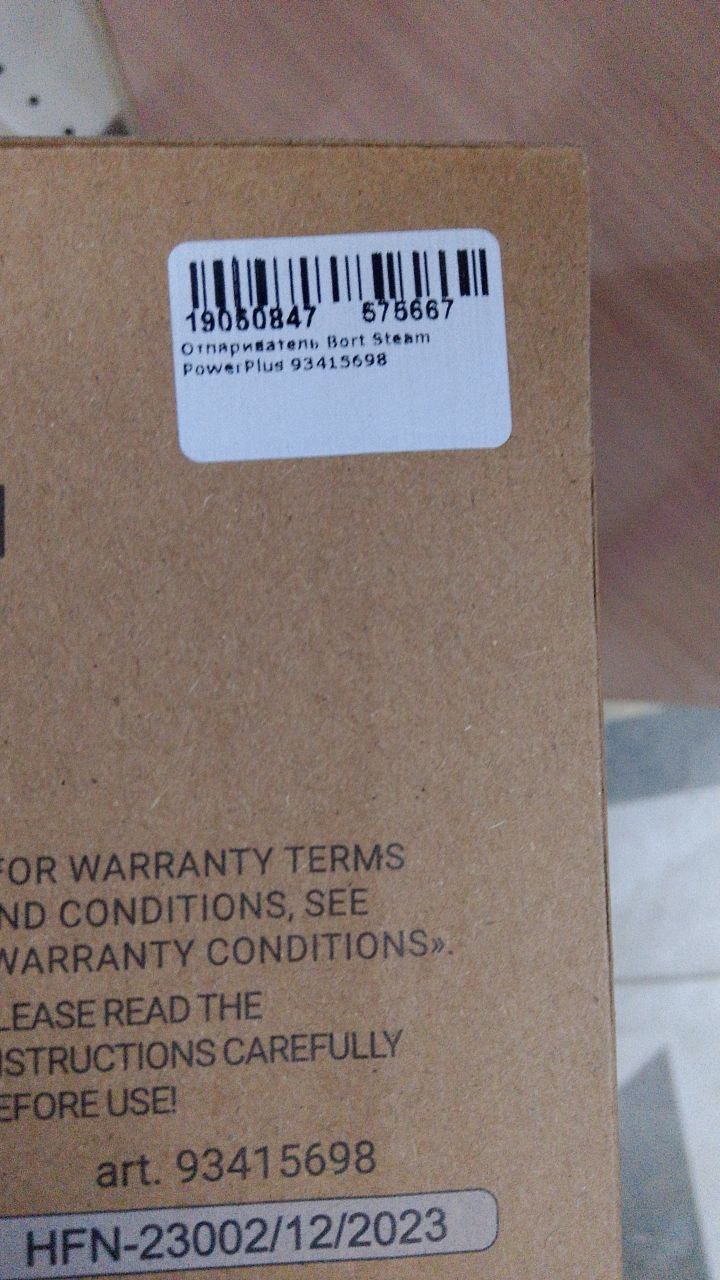 19050847 575667
Отпариватель Bort Steam
PowerPlus 93415698
FOR WARRANTY TERMS
ND CONDITIONS, SEE
WARRANTY CONDITIONS».
LEASE READ THE
NSTRUCTIONS CAREFULLY
EFORE USE!
art. 93415698
HFN-23002/12/2023